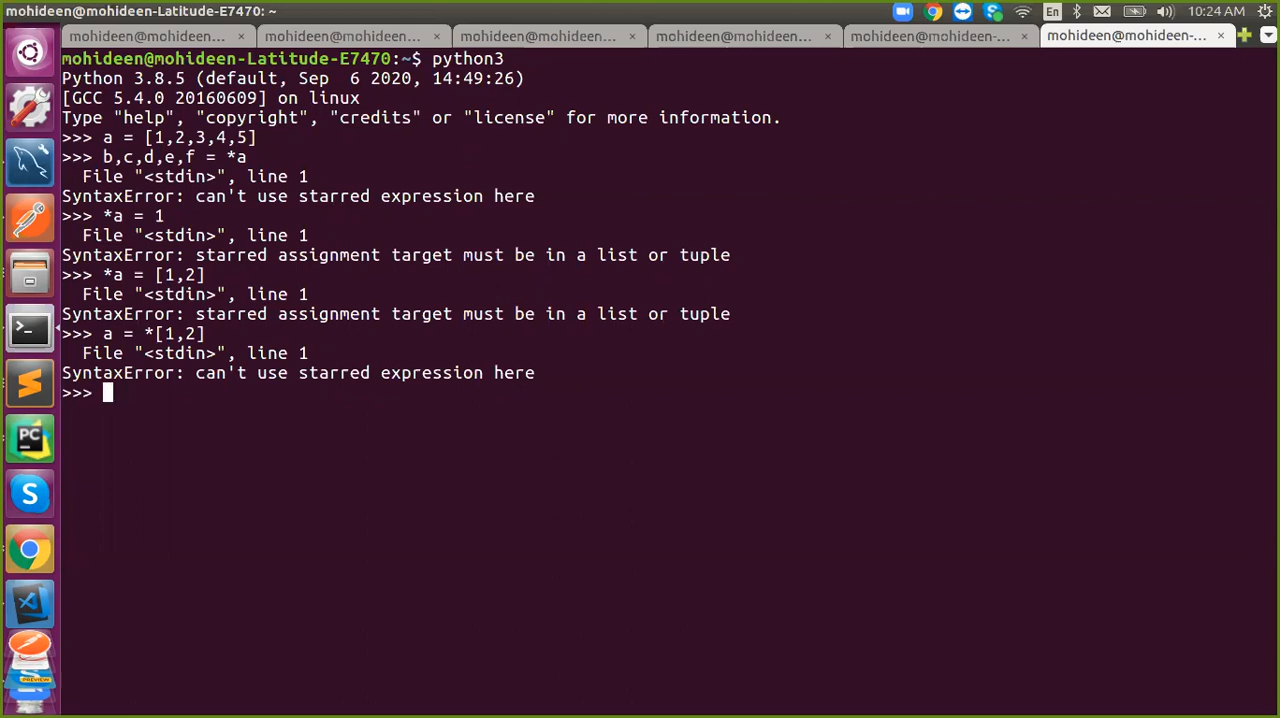 mohideen@mohideen-Latitude-E7470: ~
En
10:24 AM
mohideen@mohideen... × mohideen@mohideen... × mohideen@mohideen... × mohideen@mohideen... × mohideen@mohideen-... × mohideen@mohideen-... ×
mohideen@mohideen-Latitude-E7470:~$ python3
Python 3.8.5 (default, Sep  6 2020, 14:49:26)
[GCC 5.4.0 20160609] on linux
Type "help", "copyright", "credits" or "license" for more information.
>>> a = [1,2,3,4,5]
>>> b,c,d,e,f = *a
  File "<stdin>", line 1
SyntaxError: can't use starred expression here
>>> *a = 1
  File "<stdin>", line 1
SyntaxError: starred assignment target must be in a list or tuple
>>> *a = [1,2]
  File "<stdin>", line 1
SyntaxError: starred assignment target must be in a list or tuple
>>> a = *[1,2]
  File "<stdin>", line 1
SyntaxError: can't use starred expression here
>>>
PC
S
PREVIEW